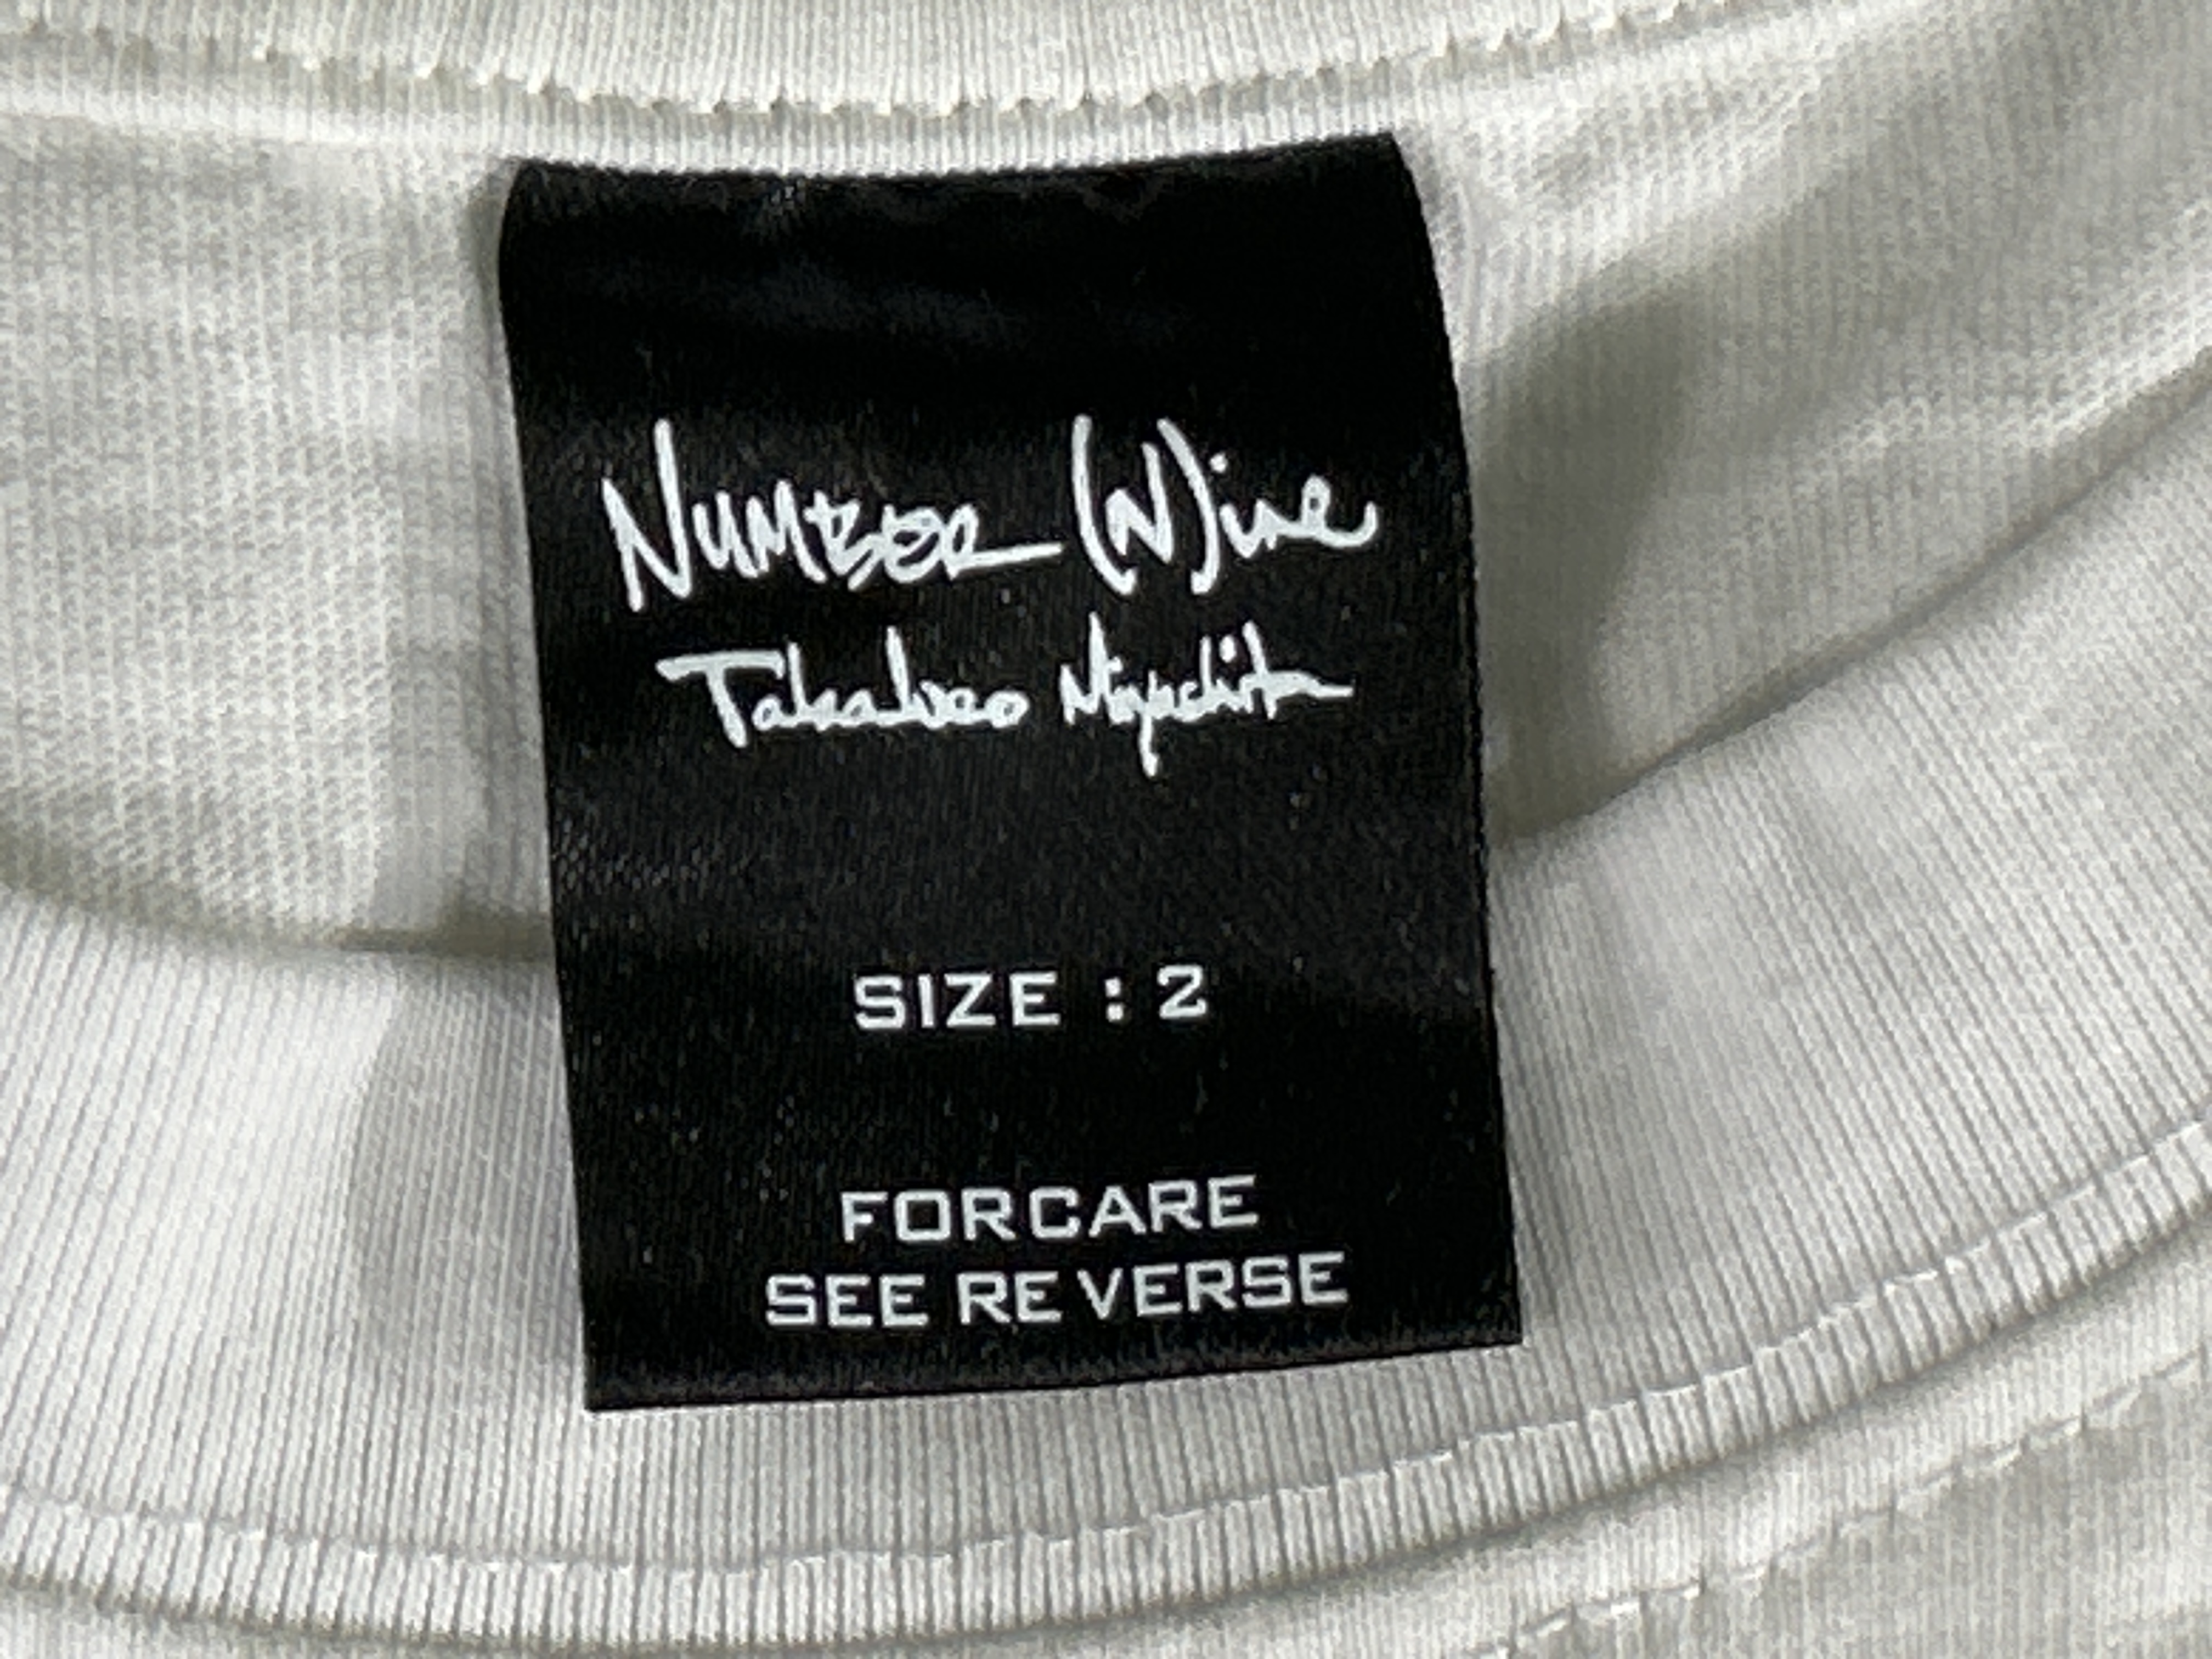 NUMBER (N)ine
Takahiro Miyashita
SIZE : 2
FORCARE
SEE RE VERSE